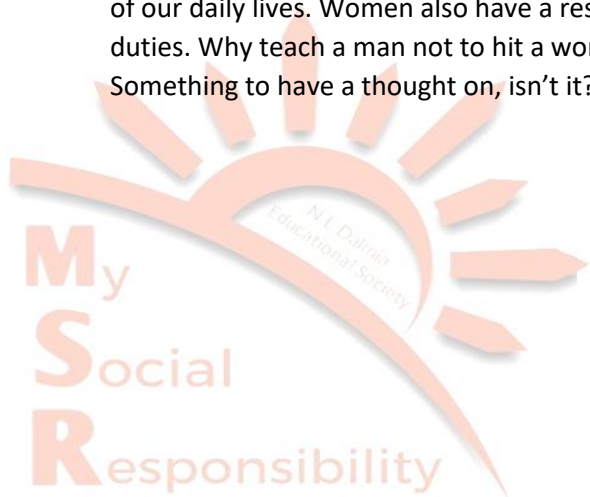 of our daily lives. Women also have a res
duties. Why teach a man not to hit a wo
Something to have a thought on, isn't it?
N L Dalmia
Educational Society
My
Social
Responsibility